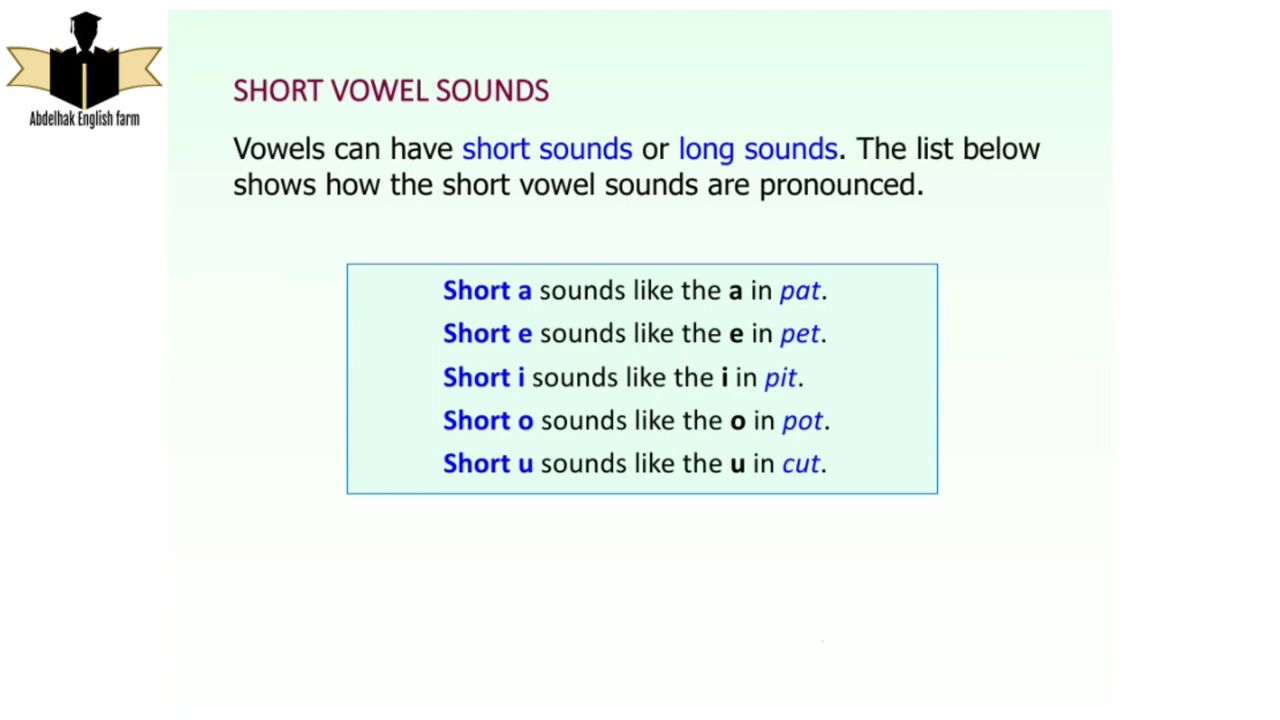 Abdelhak English farm
SHORT VOWEL SOUNDS
Vowels can have short sounds or long sounds. The list below
shows how the short vowel sounds are pronounced.
Short a sounds like the a in pat.
Short e sounds like the e in pet.
Short i sounds like the i in pit.
Short o sounds like the o in pot.
Short u sounds like the u in cut.